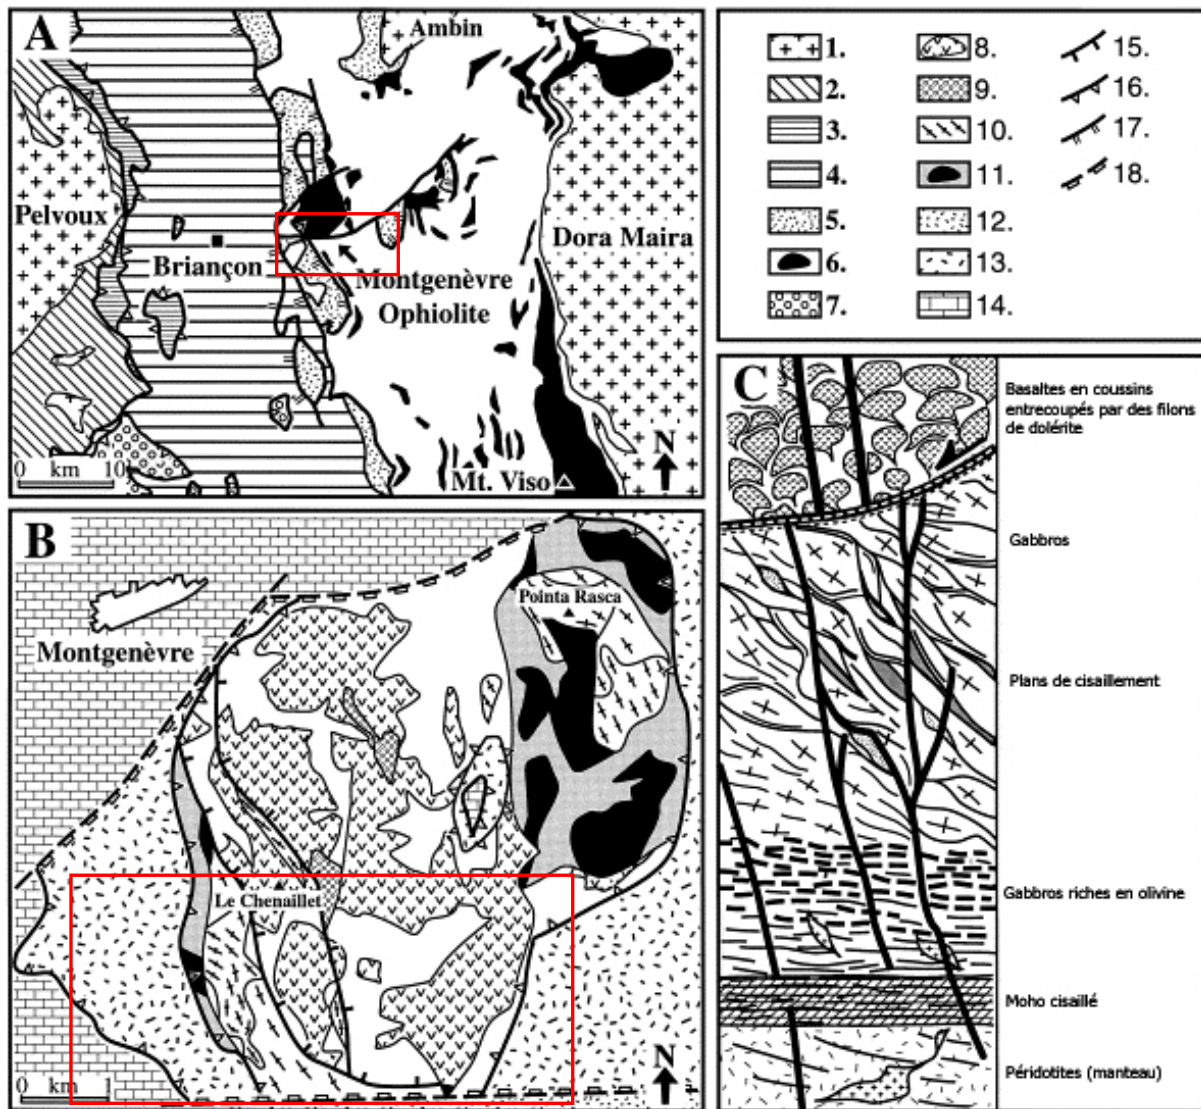 A
Ambin
Pelvoux
Briançon
Dora Maira
Montgenèvre
Ophiolite
0 km 10
Mt. Viso
N
1.
2.
3.
4.
5.
6.
7.
8.
9.
10.
11.
12.
13.
14.
15.
16.
17.
18.
B
Pointa Rasca
Montgenèvre
Le Chenaillet
0 km 1
N
C
Basaltes en coussins
entrecoupés par des filons
de dolérite
Gabbros
Plans de cisaillement
Gabbros riches en olivine
Moho cisaillé
Péridotites (manteau)